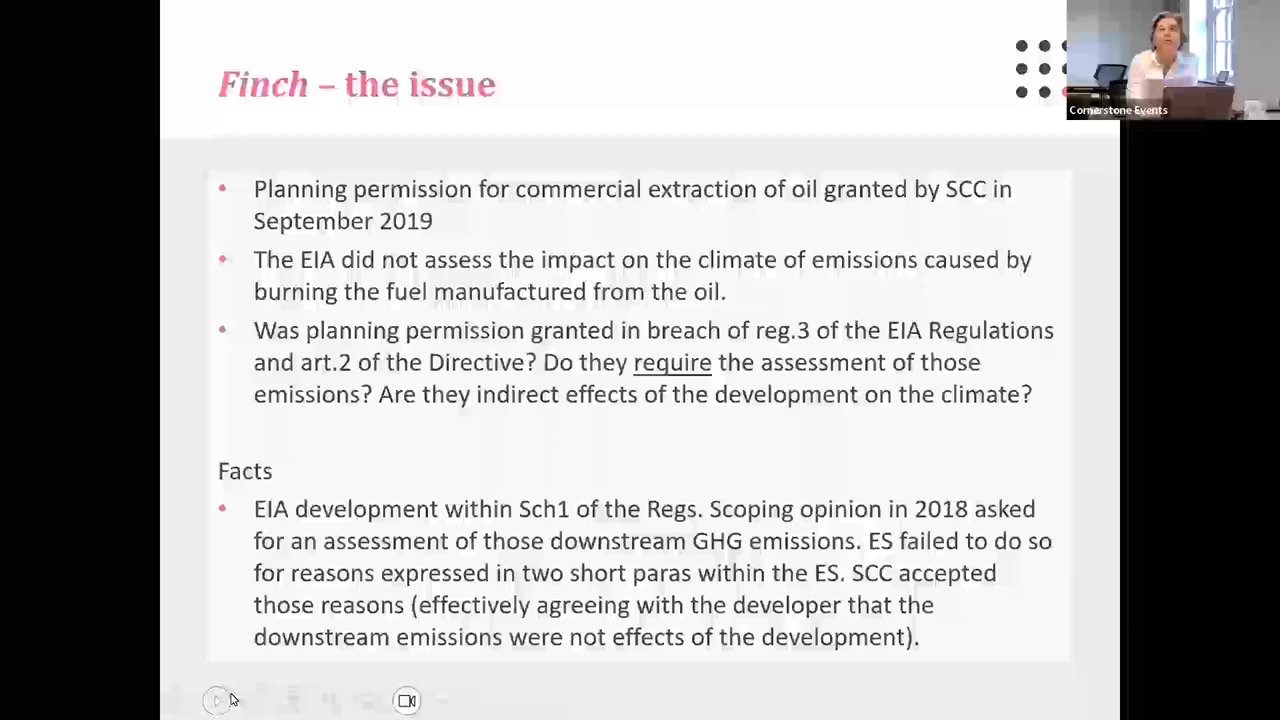 Finch – the issue
Cornerstone Events
• Planning permission for commercial extraction of oil granted by SCC in
September 2019
• The EIA did not assess the impact on the climate of emissions caused by
burning the fuel manufactured from the oil.
• Was planning permission granted in breach of reg.3 of the EIA Regulations
and art.2 of the Directive? Do they require the assessment of those
emissions? Are they indirect effects of the development on the climate?
Facts
• EIA development within Sch1 of the Regs. Scoping opinion in 2018 asked
for an assessment of those downstream GHG emissions. ES failed to do so
for reasons expressed in two short paras within the ES. SCC accepted
those reasons (effectively agreeing with the developer that the
downstream emissions were not effects of the development).